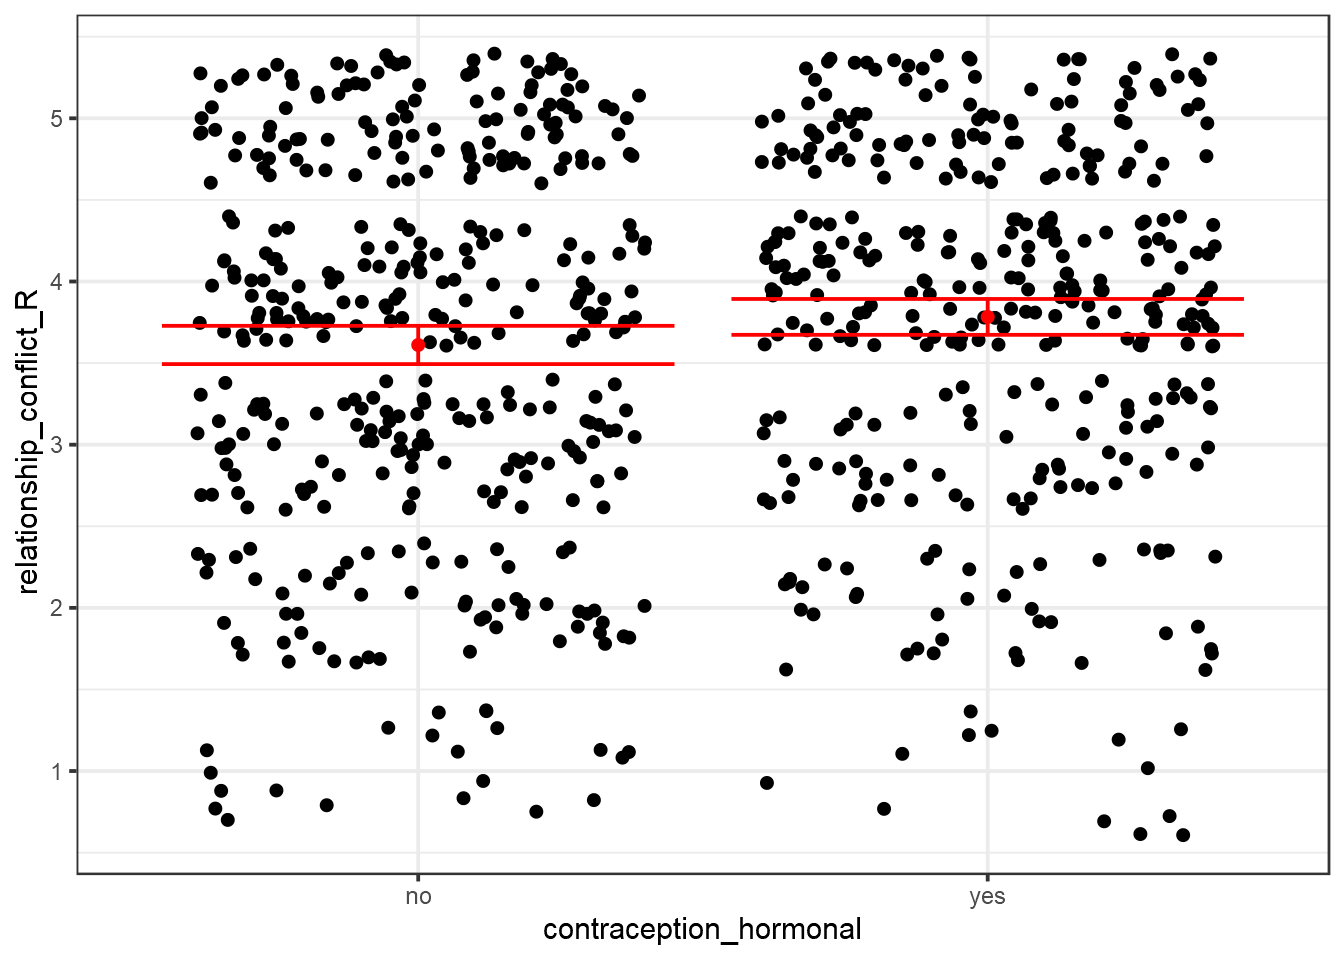 relationship_conflict_R
5
4
3
2
1
no
yes
contraception_hormonal